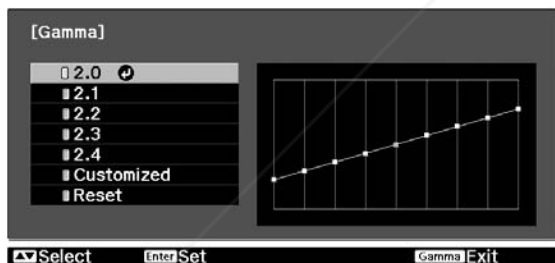 [Gamma]
2.0
2.1
2.2
2.3
2.4
Customized
Reset
Select Enter Set Gamma Exit